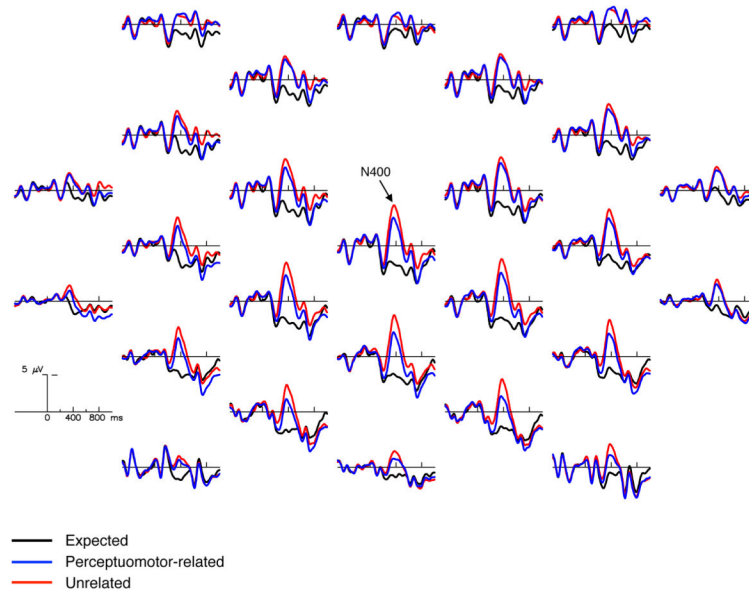 N400
5 μV
0 400 800 ms
Expected
Perceptuomotor-related
Unrelated